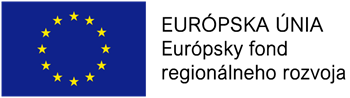 EURÓPSKA ÚNIA
Európsky fond
regionálneho rozvoja